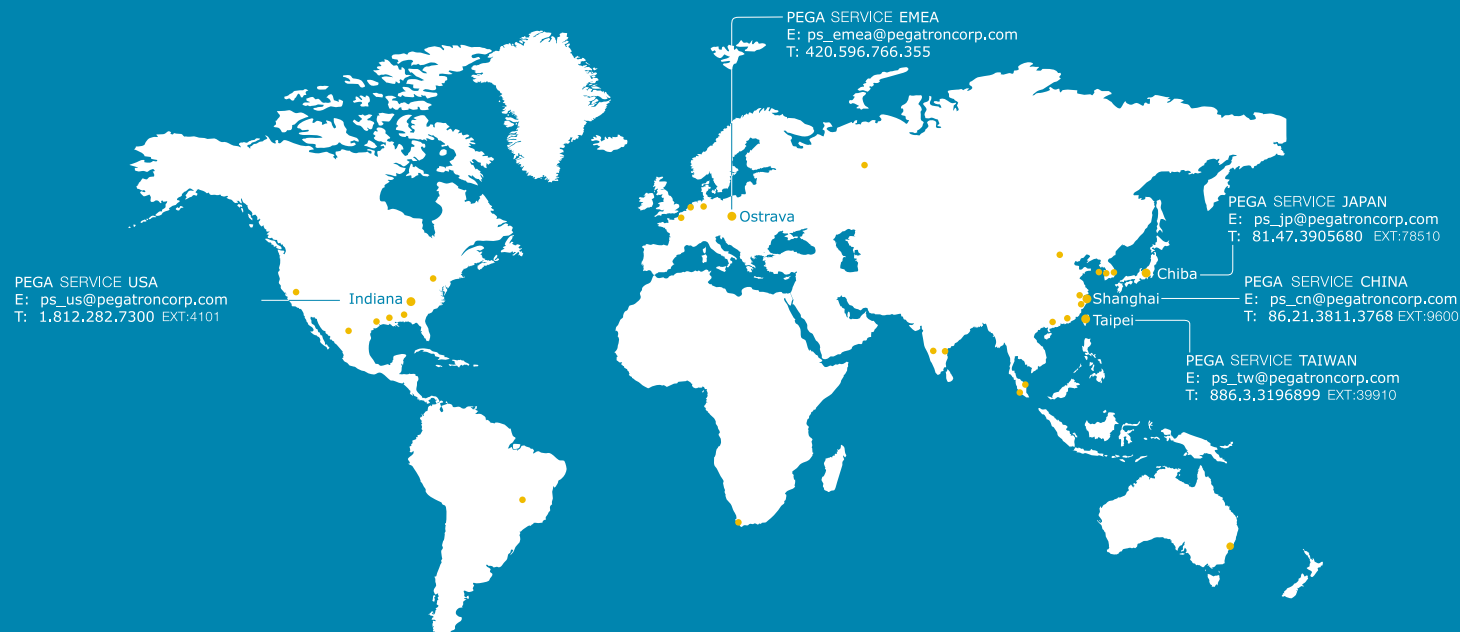 PEGA SERVICE EMEA
E: ps_emea@pegatroncorp.com
T: 420.596.766.355
Ostrava
PEGA SERVICE JAPAN
E: ps_jp@pegatroncorp.com
T: 81.47.3905680 EXT:78510
Chiba
PEGA SERVICE USA
E: ps_us@pegatroncorp.com
T: 1.812.282.7300 EXT:4101
Indiana
PEGA SERVICE CHINA
E: ps_cn@pegatroncorp.com
T: 86.21.3811.3768 EXT:9600
Shanghai
Taipei
PEGA SERVICE TAIWAN
E: ps_tw@pegatroncorp.com
T: 886.3.3196899 EXT:39910